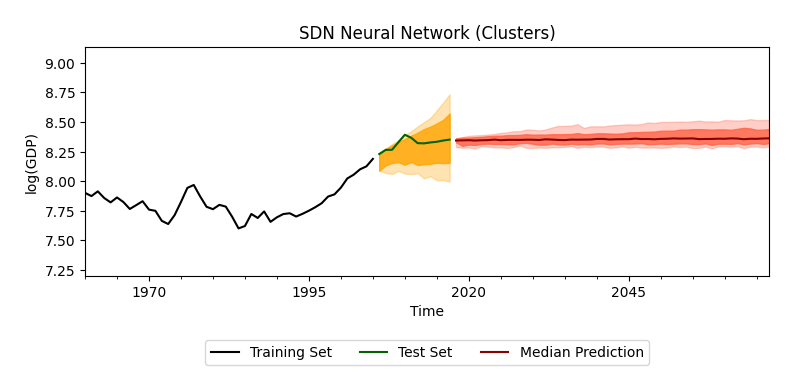 SDN Neural Network (Clusters)
9.00
8.75
8.50
8.25
8.00
7.75
7.50
7.25
log(GDP)
1970 1995 2020 2045
Time
Training Set Test Set Median Prediction